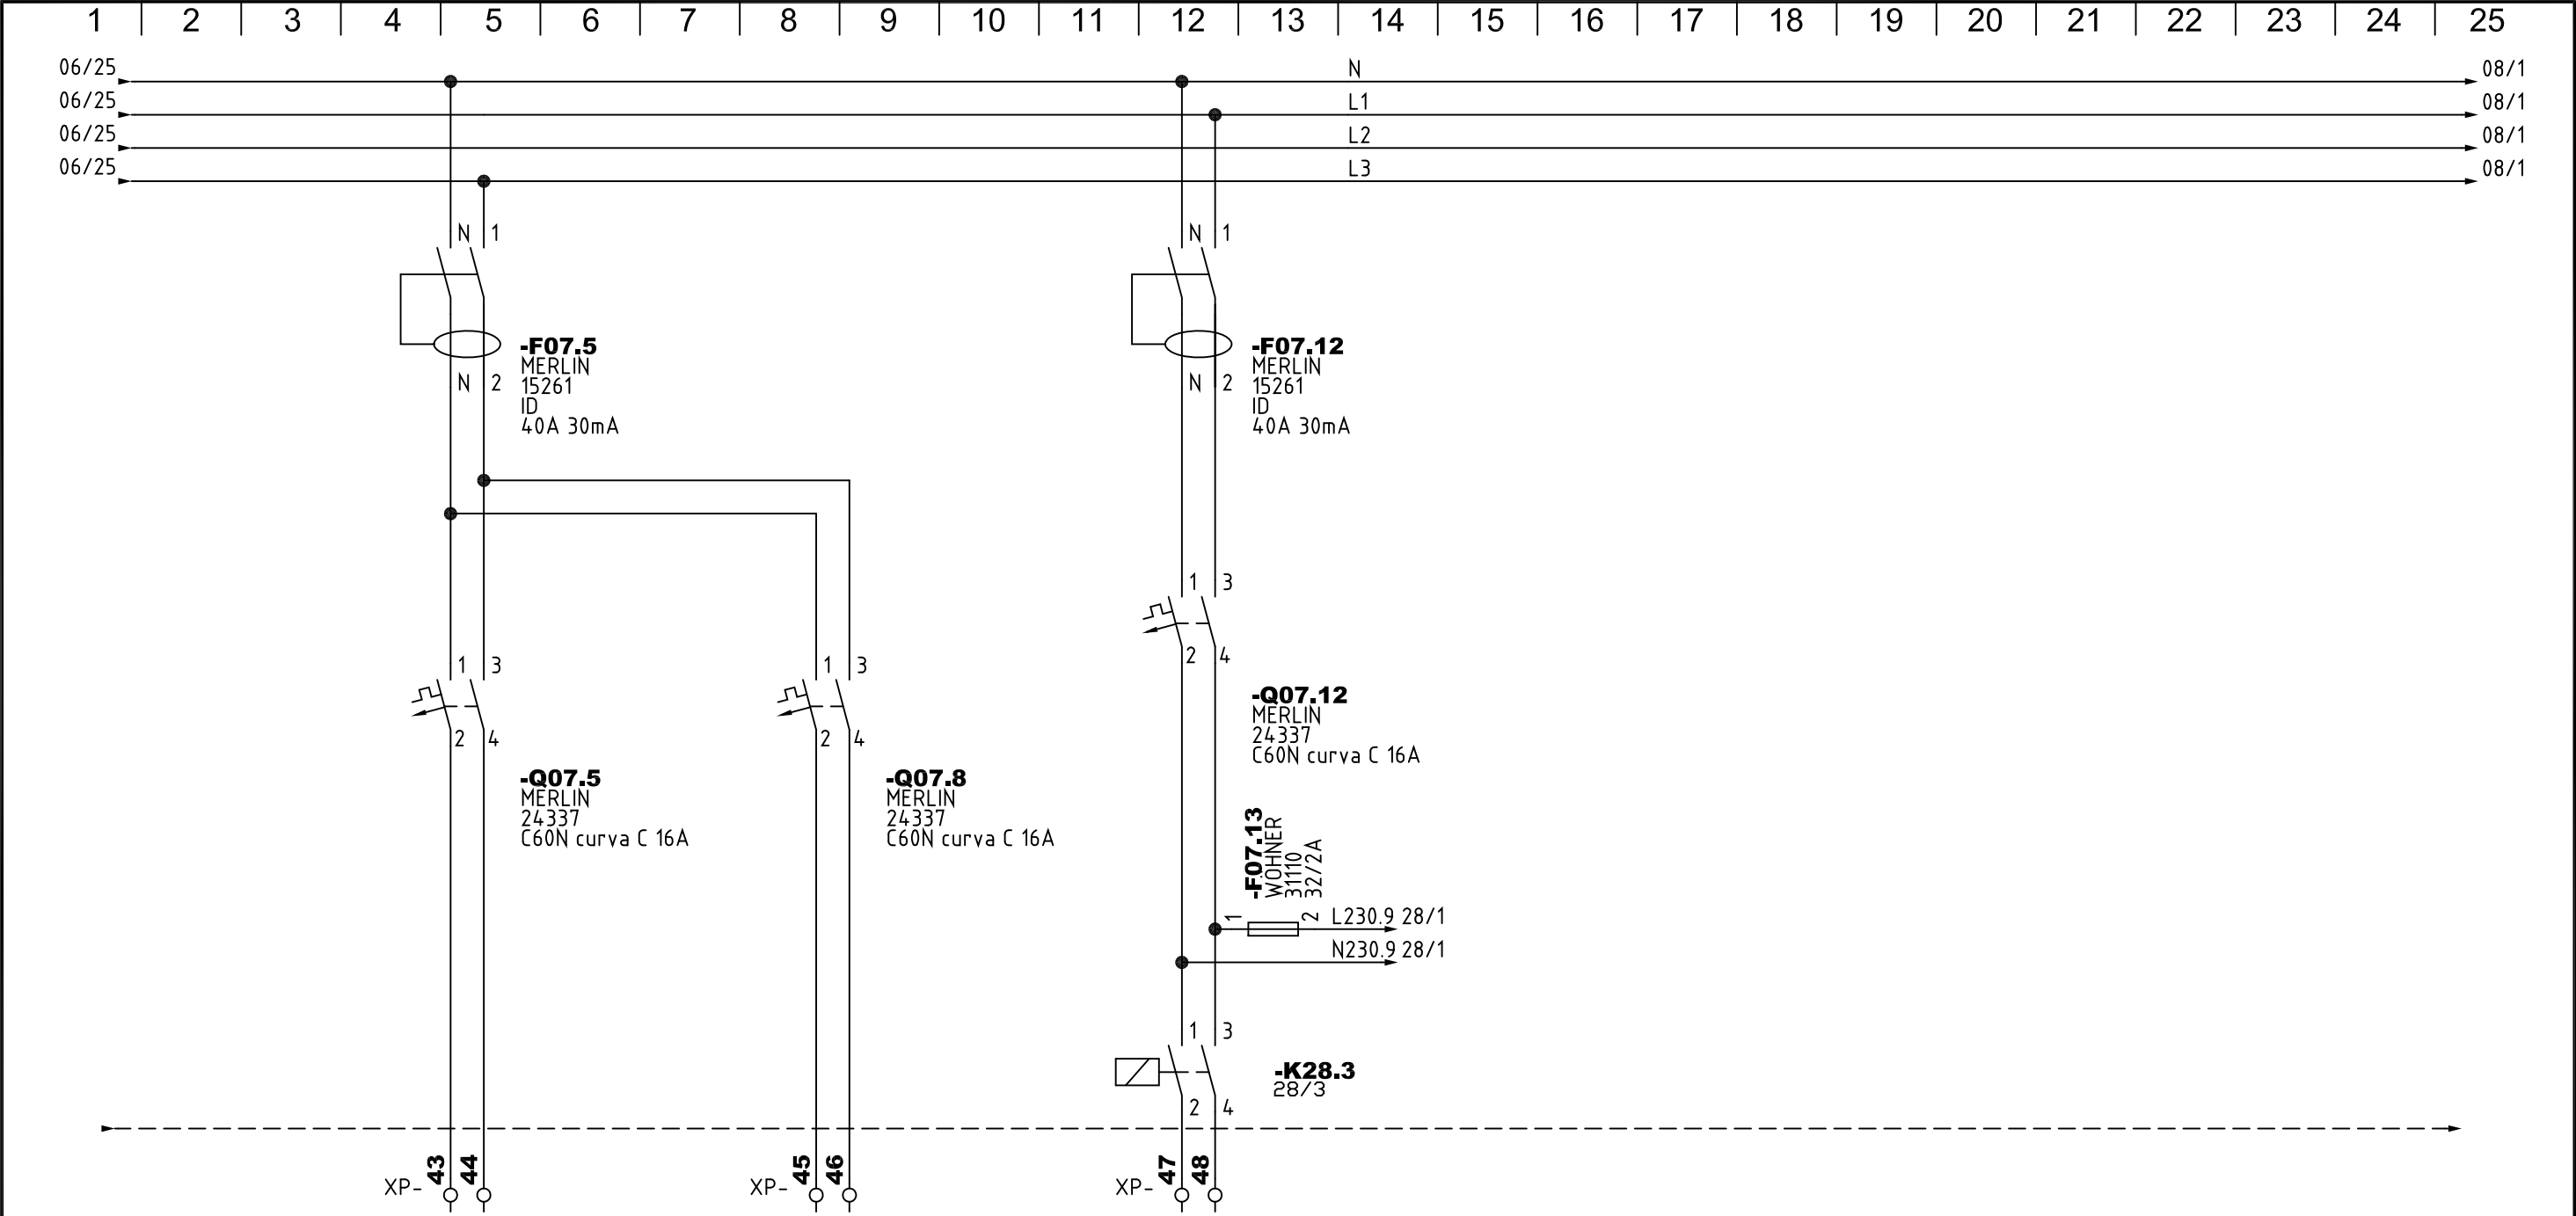 1 2 3 4 5 6 7 8 9 10 11 12 13 14 15 16 17 18 19 20 21 22 23 24 25
06/25 N 08/1
06/25 L1 08/1
06/25 L2 08/1
06/25 L3 08/1
N 1
N 1
-F07.5
MERLIN
15261
ID
40A 30mA
N 2
-F07.12
MERLIN
15261
ID
40A 30mA
N 2
1 3
2 4
-Q07.12
MERLIN
24337
C60N curva C 16A
1 3
2 4
-Q07.5
MERLIN
24337
C60N curva C 16A
1 3
2 4
-Q07.8
MERLIN
24337
C60N curva C 16A
-F07.13
WOHNER
31110
32/2A
1 2 L230.9 28/1
N230.9 28/1
1 3
-K28.3
28/3
2 4
XP- 43 44
XP- 45 46
XP- 47 48